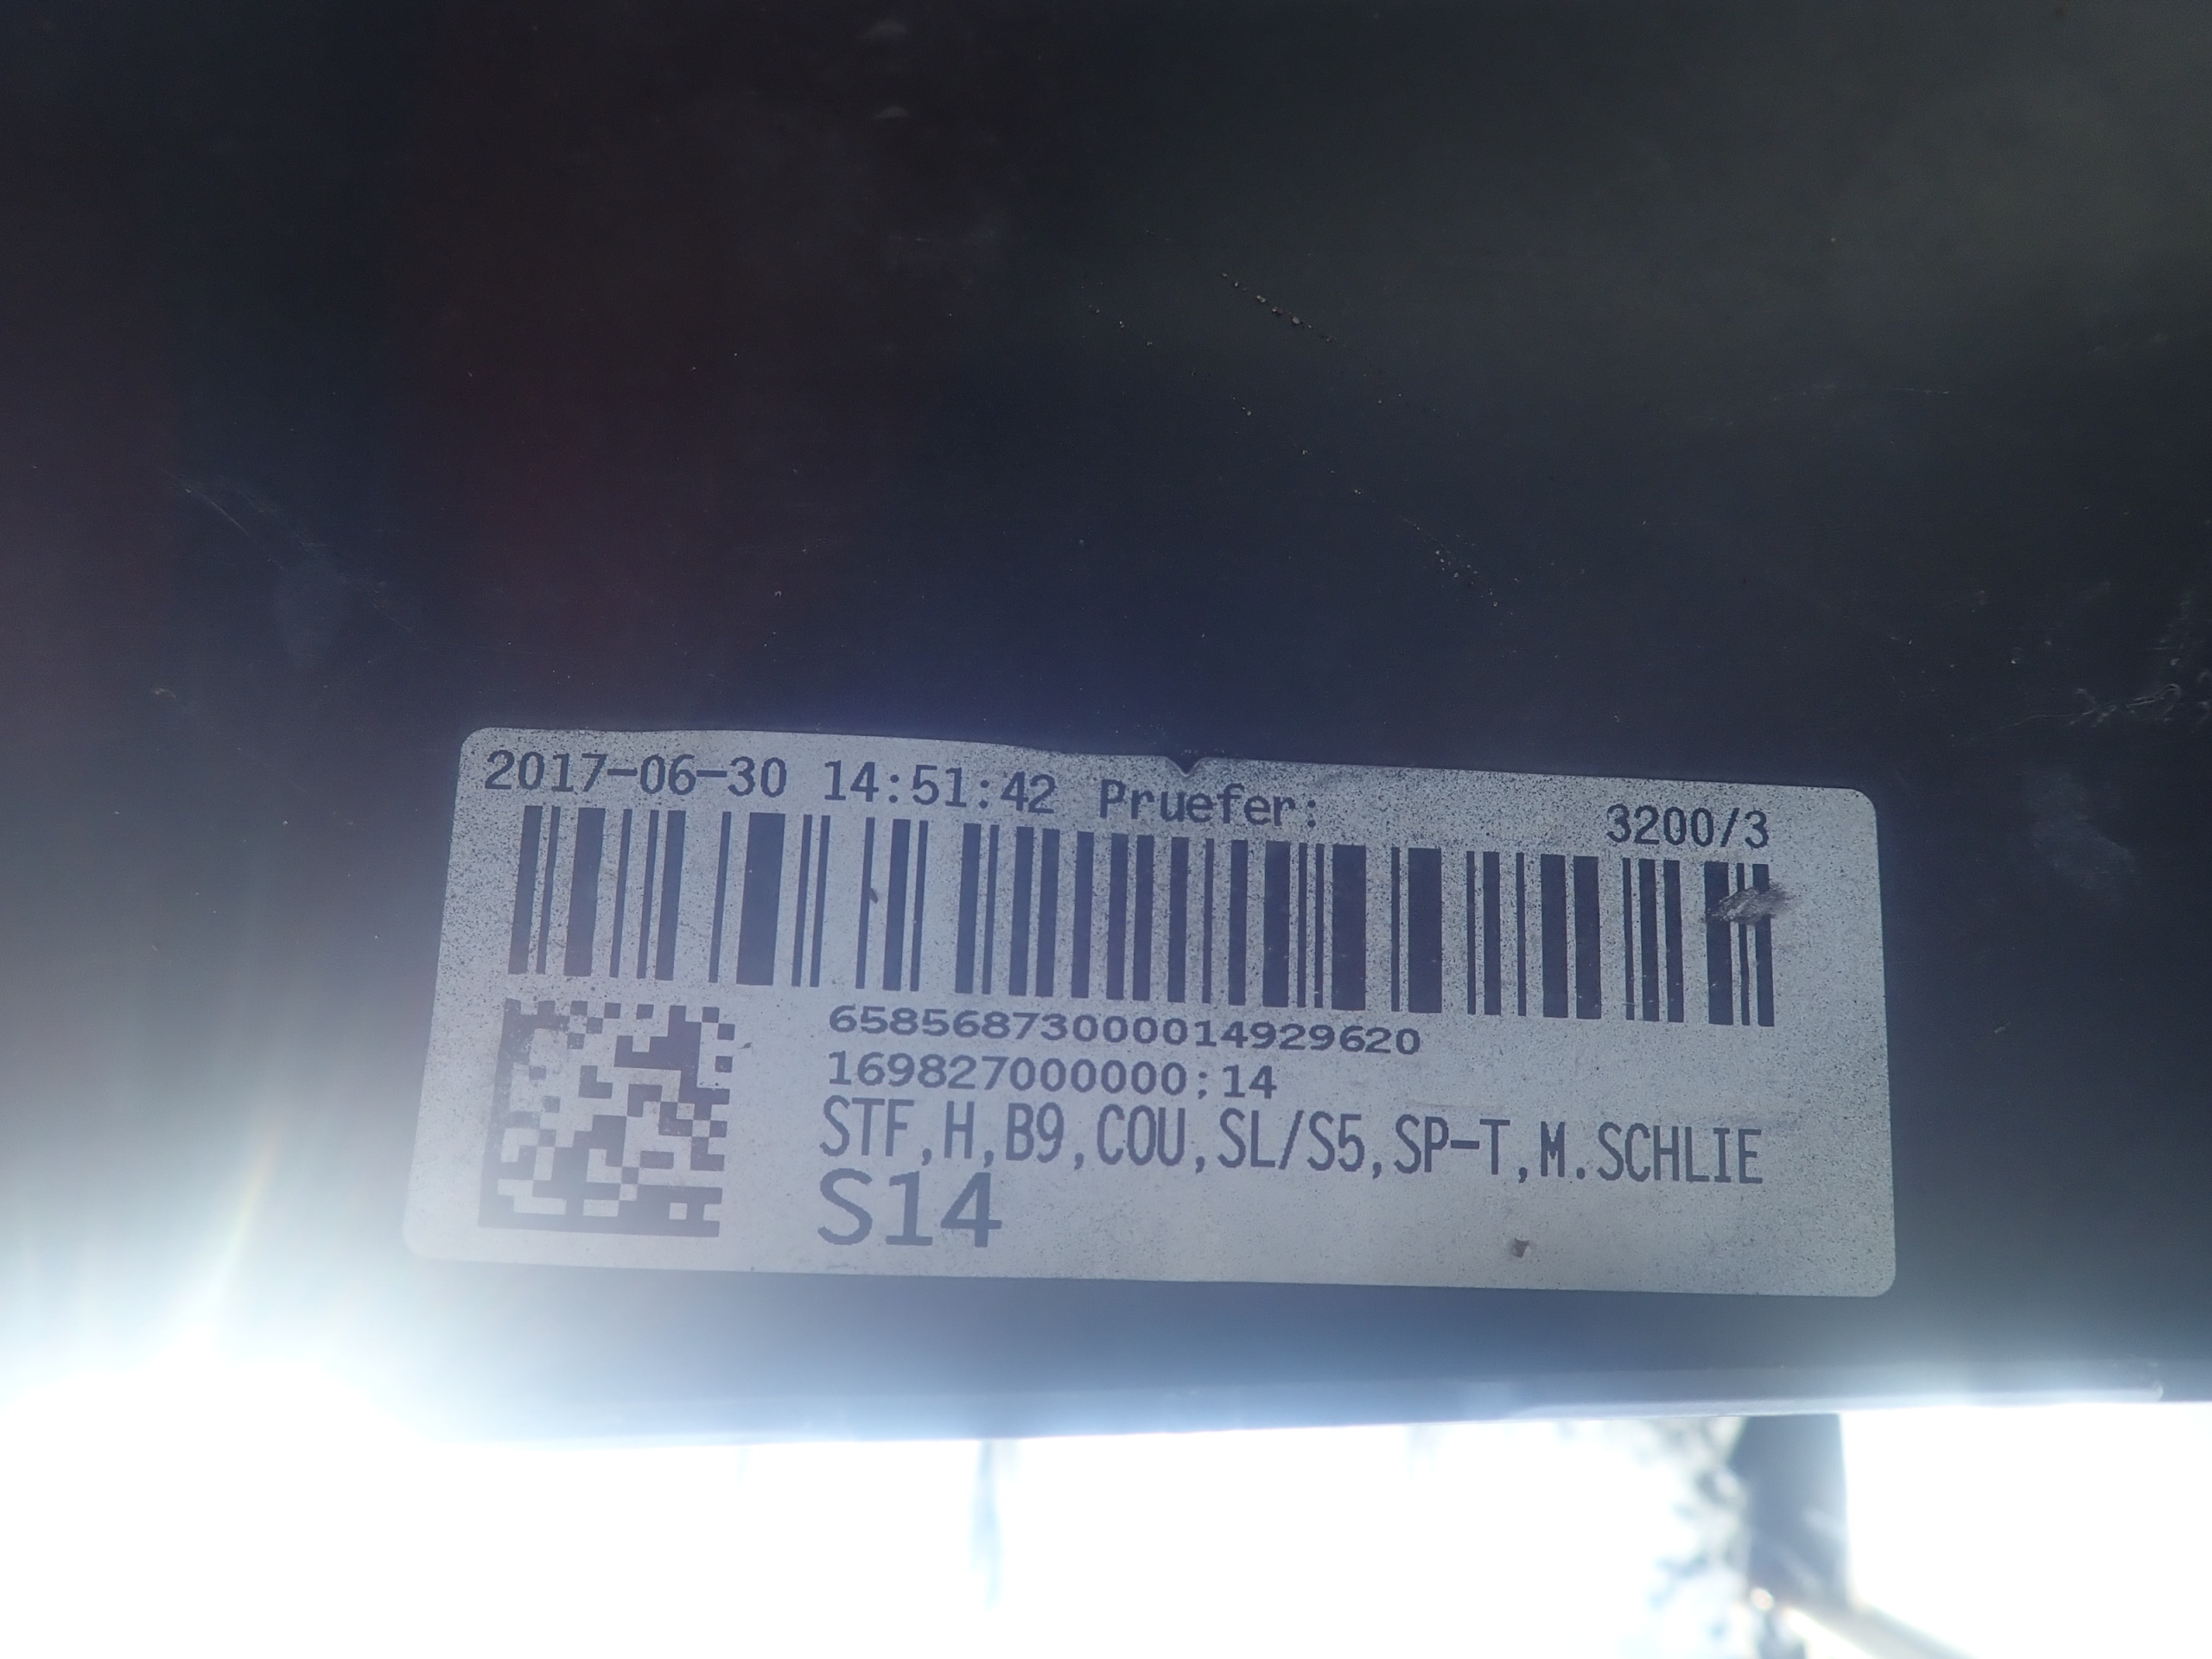 2017-06-30 14:51:42 Pruefer: 3200/3
658568730000014929620
169827000000;14
STF,H,B9,COU,SL/S5,SP-T,M.SCHLIE
S14